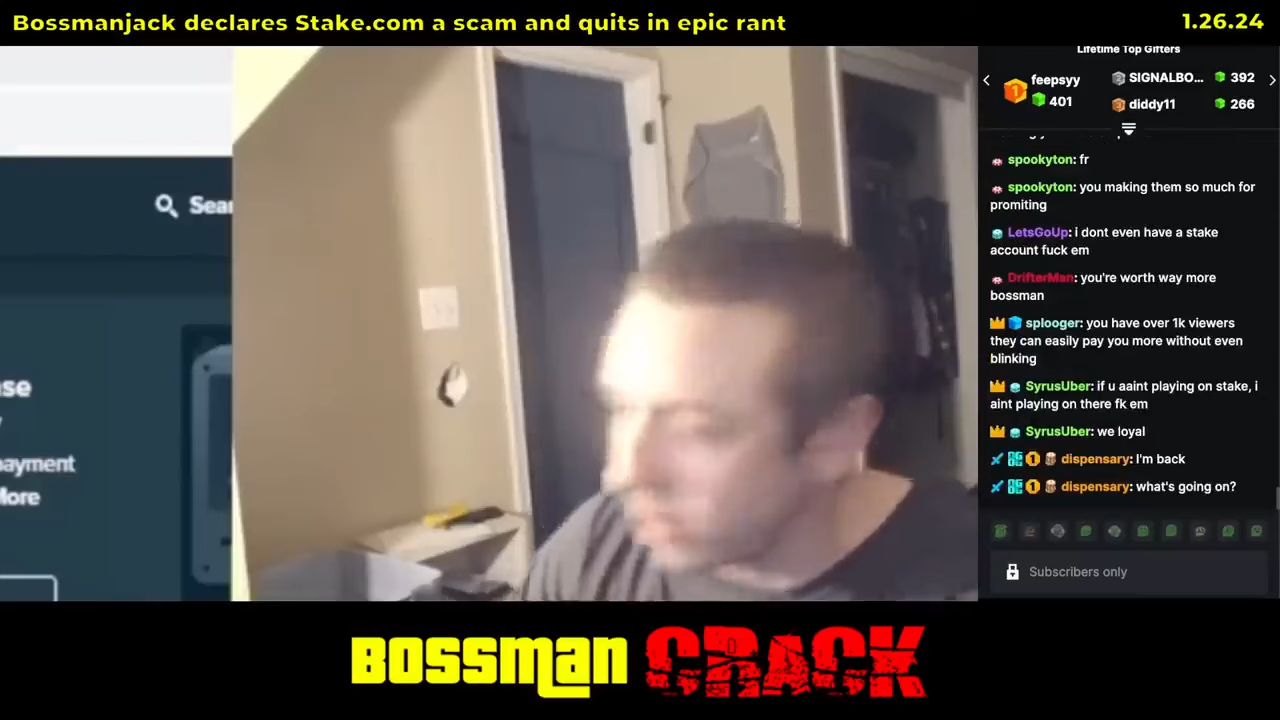 Bossmanjack declares Stake.com a scam and quits in epic rant
1.26.24
Lifetime Top Gifters
feepsyy
401
SIGNALBO... 392
diddy11 266
spookyton: fr
spookyton: you making them so much for
promiting
LetsGoUp: i dont even have a stake
account fuck em
DrifterMan: you're worth way more
bossman
splooger: you have over 1k viewers
they can easily pay you more without even
blinking
SyrusUber: if u aaint playing on stake, i
aint playing on there fk em
SyrusUber: we loyal
dispensary: I'm back
dispensary: what's going on?
Subscribers only
Sear
se
payment
More
BOSSMAN CRACK